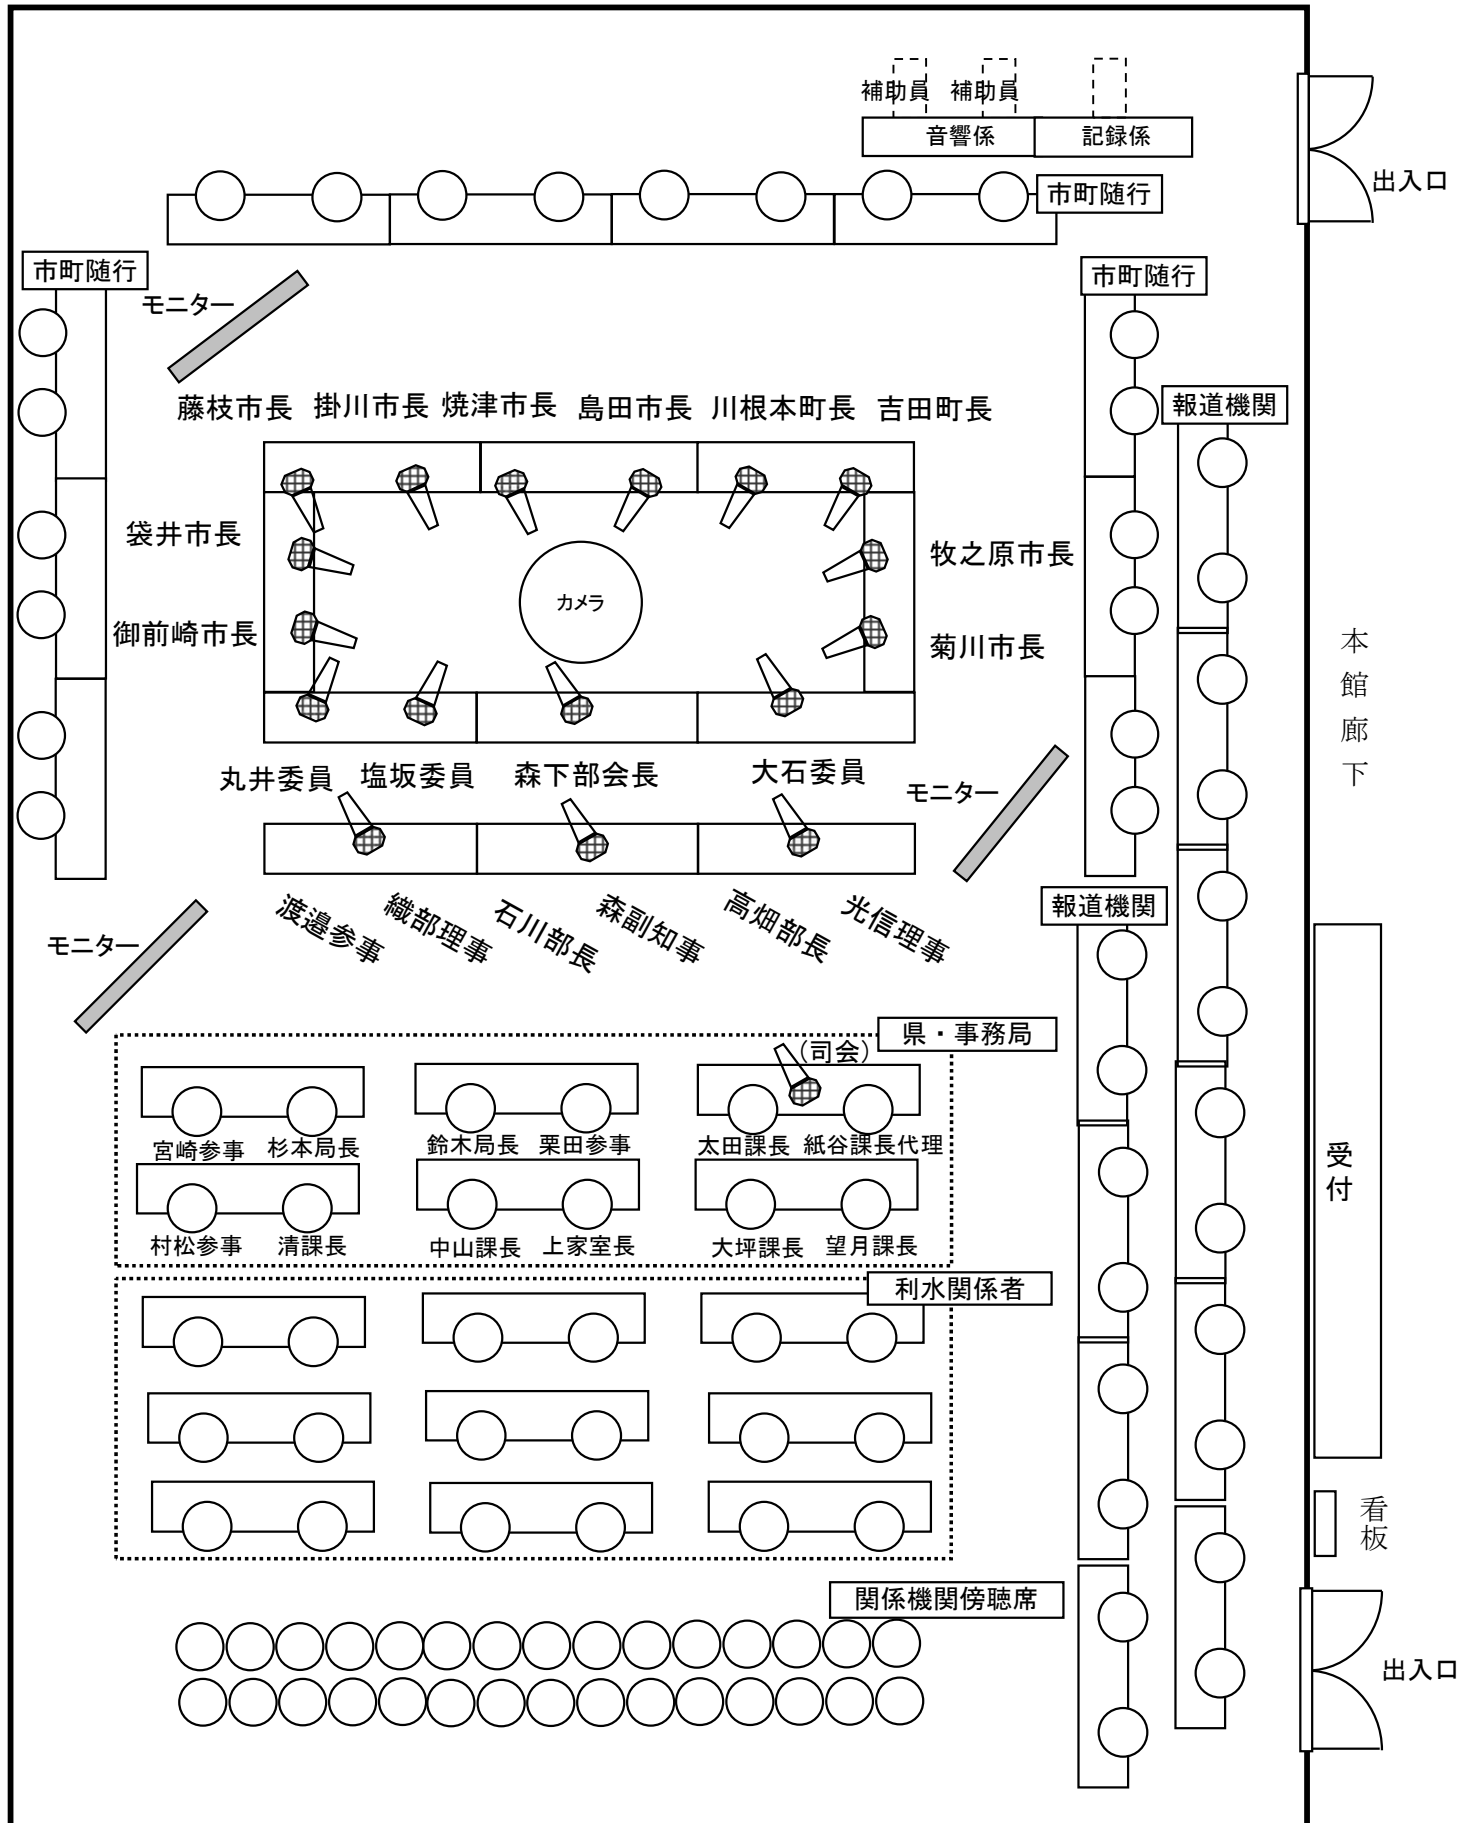 補助員
補助員
音響係
記録係
出入口
市町随行
市町随行
市町随行
モニター
報道機関
藤枝市長
掛川市長
焼津市長
島田市長
川根本町長
吉田町長
袋井市長
牧之原市長
カメラ
御前崎市長
菊川市長
本館廊下
丸井委員
塩坂委員
森下部会長
大石委員
モニター
渡邉参事
織部理事
石川部長
森副知事
高畑部長
光信理事
報道機関
モニター
県・事務局
(司会)
宮崎参事
杉本局長
鈴木局長
栗田参事
太田課長
紙谷課長代理
受付
村松参事
清課長
中山課長
上家室長
大坪課長
望月課長
利水関係者
看板
関係機関傍聴席
出入口